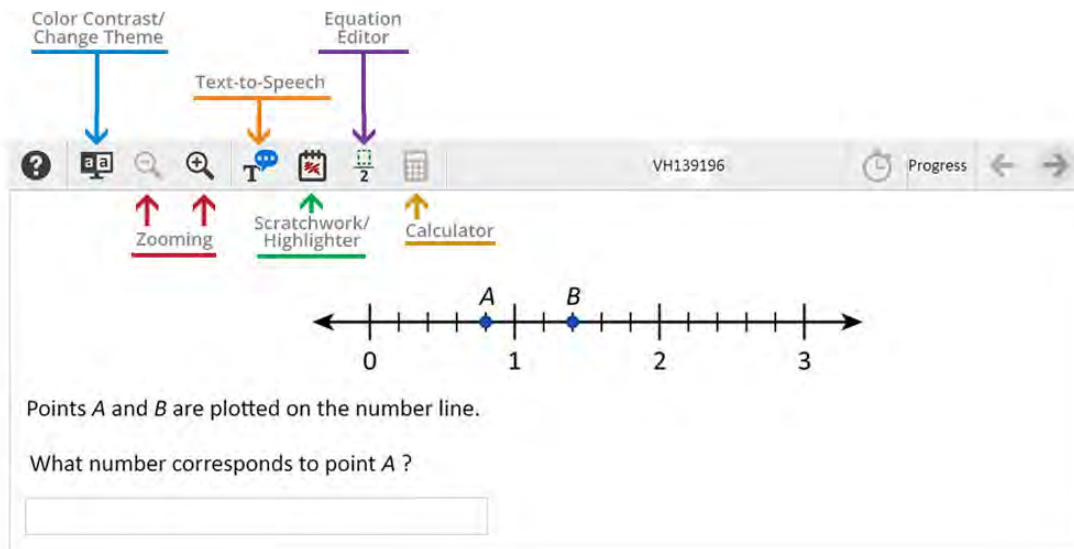 Color Contrast/
Change Theme
Equation
Editor
Text-to-Speech
?
a a
T
2
VH139196
Progress
Zooming
Scratchwork/
Highlighter
Calculator
A
B
0
1
2
3
Points A and B are plotted on the number line.
What number corresponds to point A ?